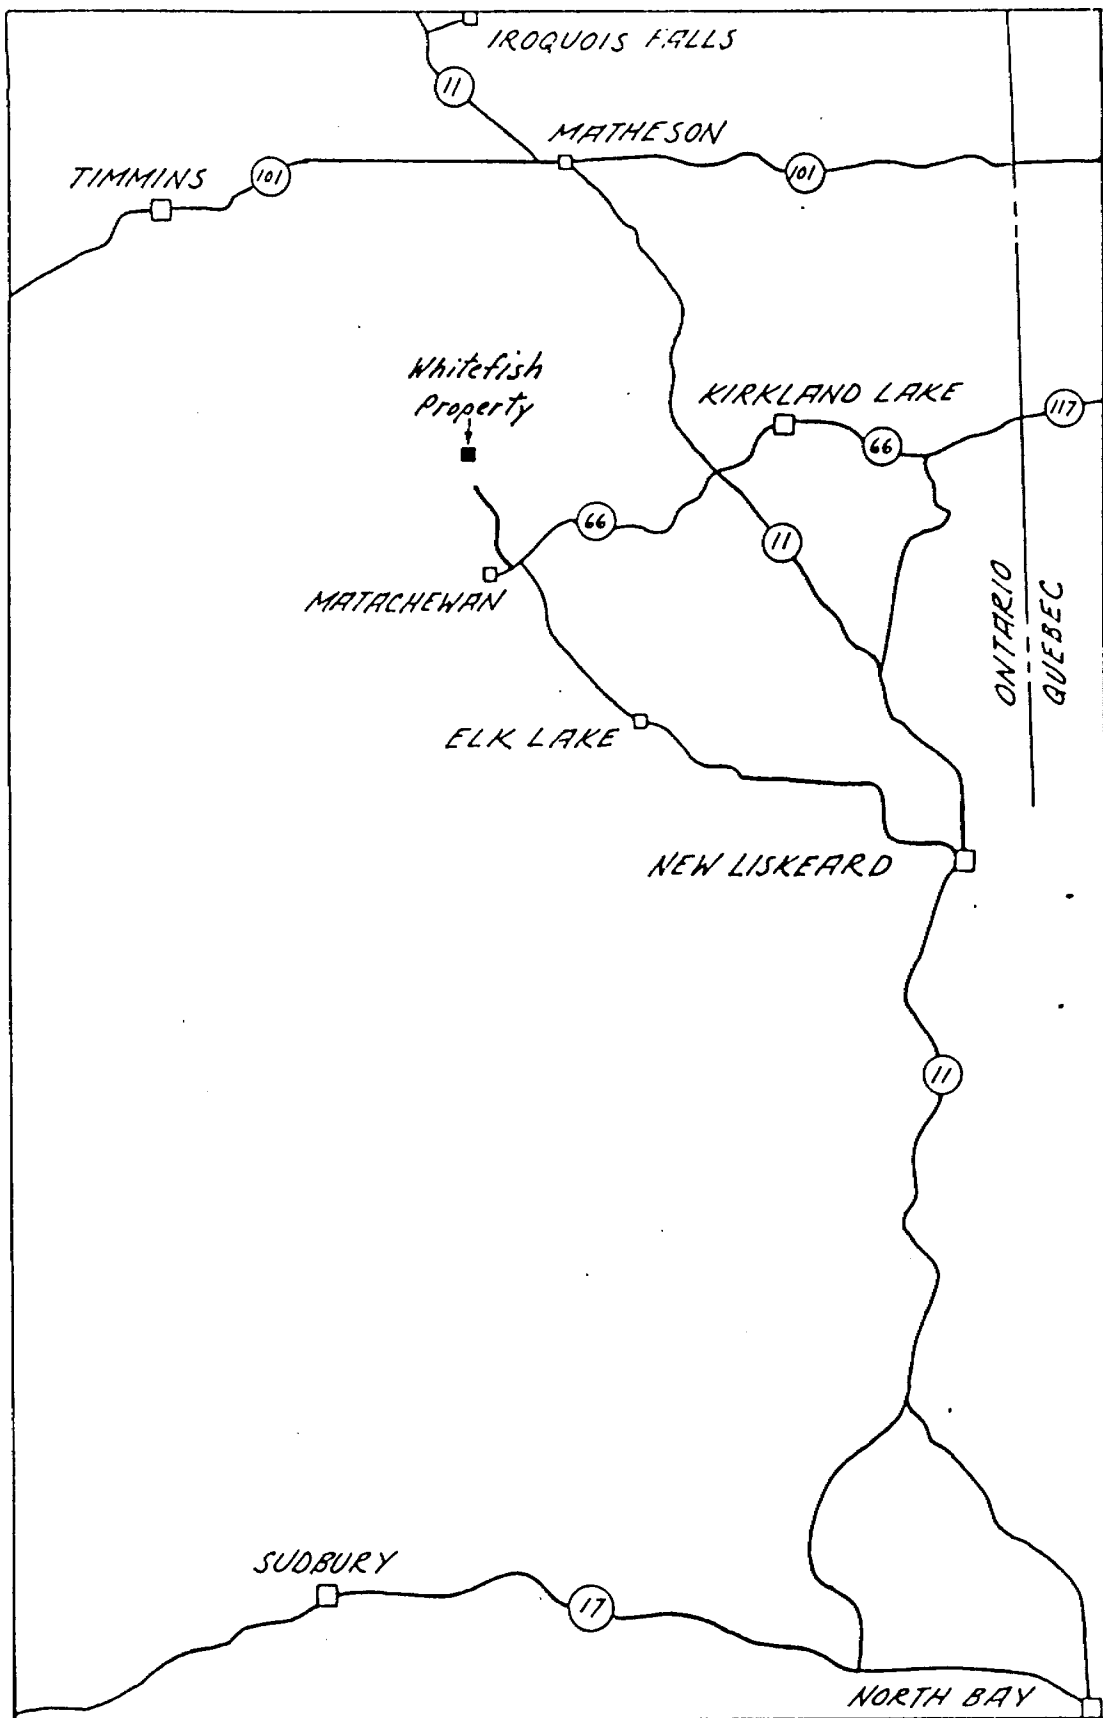 IROQUOIS FALLS
11
MATHESON
TIMMINS
101
101
Whitefish
Property
KIRKLAND LAKE
117
66
66
11
MATACHEWAN
ONTARIO
QUEBEC
ELK LAKE
NEW LISKEARD
11
SUDBURY
17
NORTH BAY